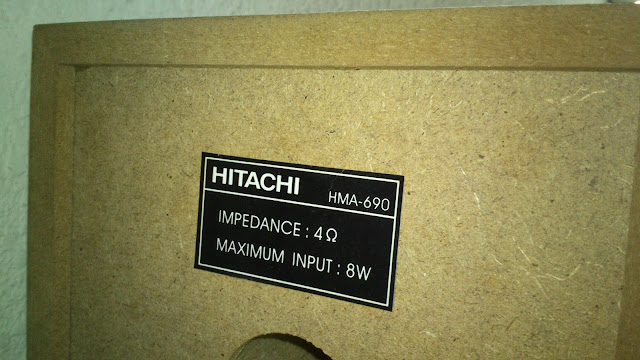 HITACHI HMA-690
IMPEDANCE : 4Ω
MAXIMUM INPUT : 8W